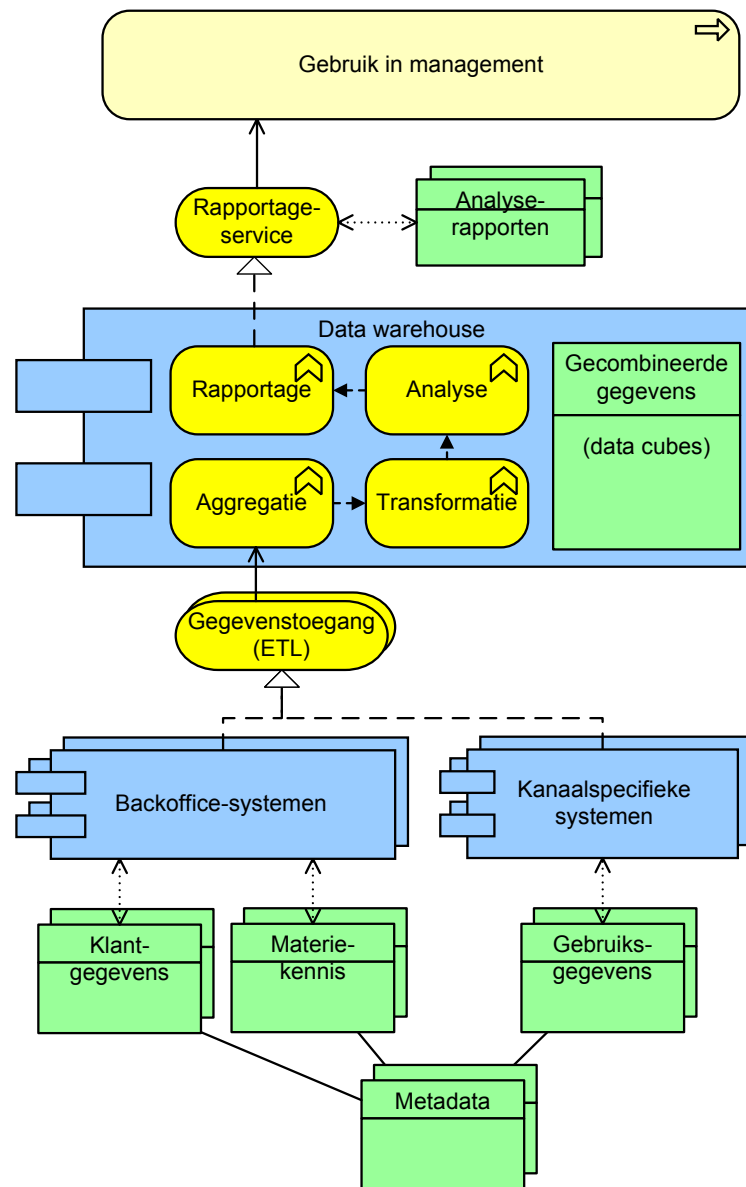 Gebruik in management
Rapportage-
service
Analyse-
rapporten
Data warehouse
Rapportage
Analyse
Gecombineerde
gegevens
(data cubes)
Aggregatie
Transformatie
Gegevenstoegang
(ETL)
Backoffice-systemen
Kanaalspecifieke
systemen
Klant-
gegevens
Materie-
kennis
Gebruiks-
gegevens
Metadata